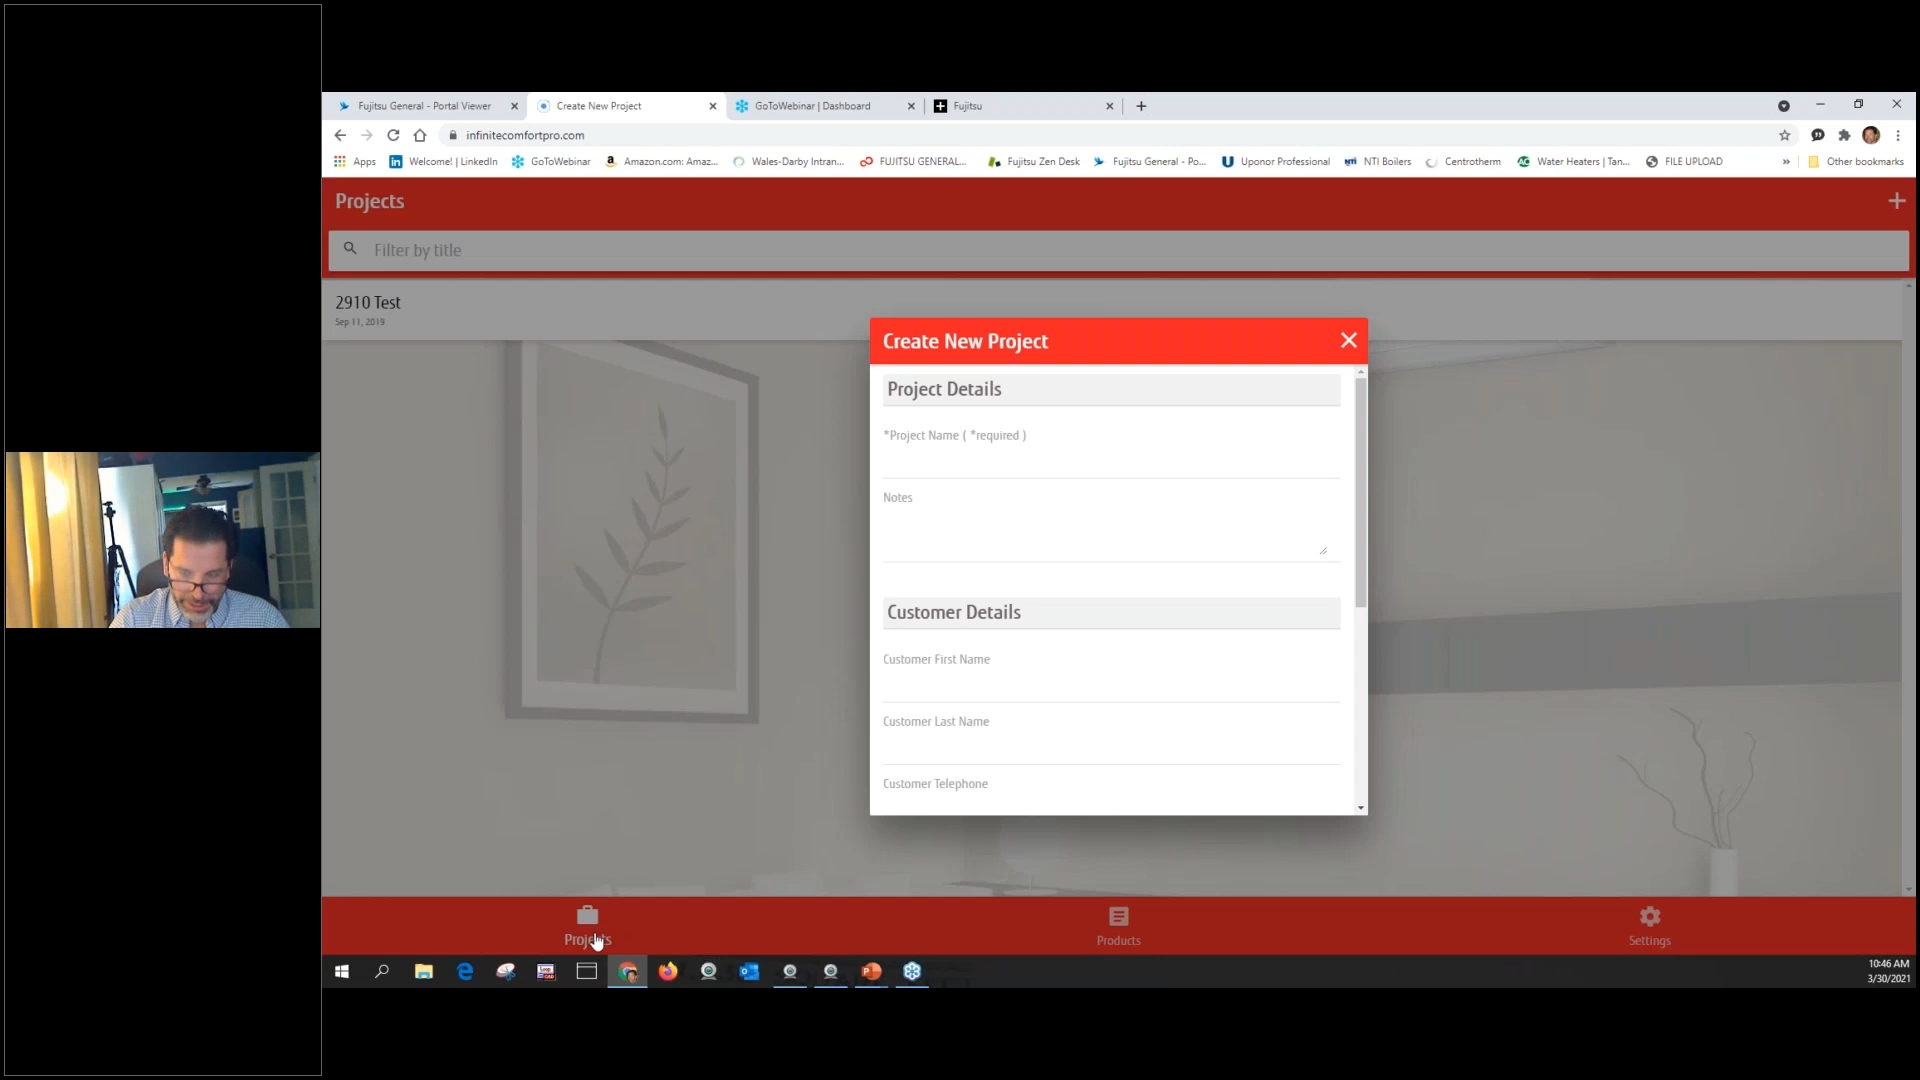 Fujitsu General - Portal Viewer
Create New Project
GoToWebinar | Dashboard
Fujitsu
infinitecomfortpro.com
Apps
Welcome! | LinkedIn
GoToWebinar
Amazon.com: Amaz...
Wales-Darby Intran...
FUJITSU GENERAL...
Fujitsu Zen Desk
Fujitsu General - Po...
Uponor Professional
NTI Boilers
Centrotherm
Water Heaters | Tan...
FILE UPLOAD
»
Other bookmarks
Projects
Filter by title
2910 Test
Sep 11, 2019
Create New Project
Project Details
*Project Name ( *required )
Notes
Customer Details
Customer First Name
Customer Last Name
Customer Telephone
Projects
Products
Settings
10:46 AM
3/30/2021